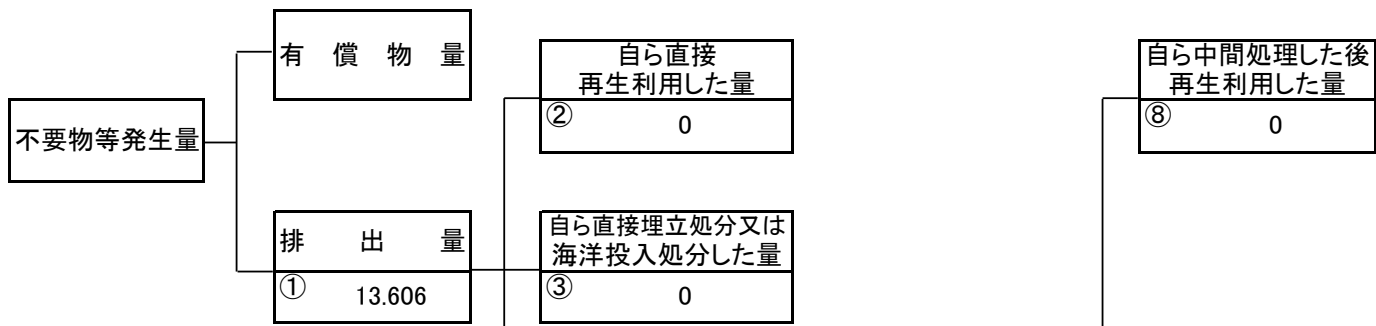 有償物量
自ら直接
再生利用した量
② 0
自ら中間処理した後
再生利用した量
⑧ 0
不要物等発生量
排出量
① 13.606
自ら直接埋立処分又は
海洋投入処分した量
③ 0